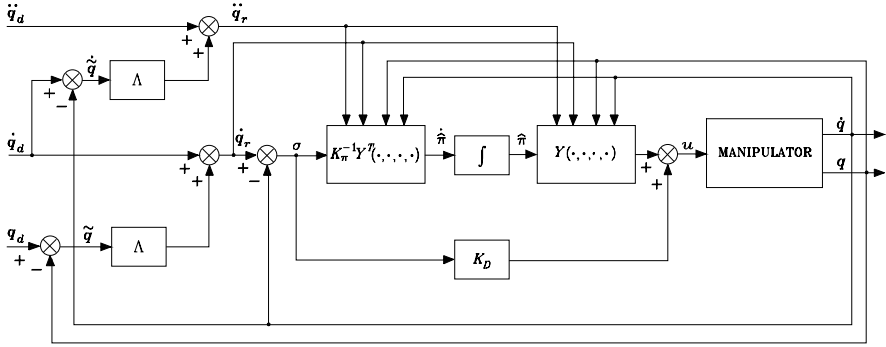 q̈_d
+
+
q̈_r
q̃̇
Λ
+
−
q̇_d
+
+
q̇_r
+
−
σ
K_π^{-1}Y^T(·,·,·,·)
π̂̇
∫
π̂
Y(·,·,·,·)
+
+
u
MANIPULATOR
q̇
q
q_d
+
−
q̃
Λ
K_D